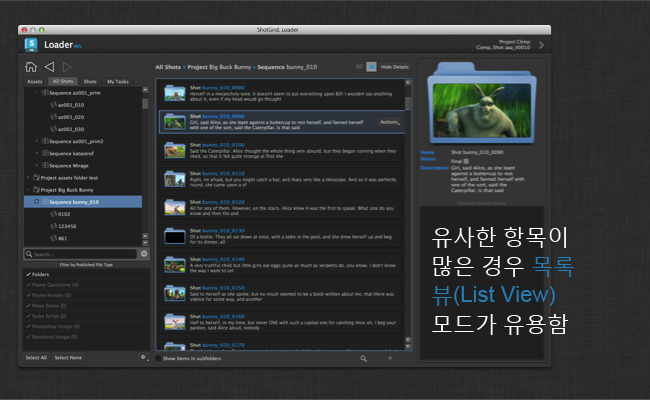 ShotGrid: Loader
Loader
Project Climp
Comp, Shot aaa_00010
All Shots ▸ Project Big Buck Bunny ▸ Sequence bunny_010
Hide Details
Assets All Shots Shots My Tasks
Sequence az001_prim
az001_010
az001_020
az001_030
Sequence az001_prim2
Sequence katastrof
Sequence Mirage
Project assets folder test
Project Big Buck Bunny
Sequence bunny_010
0102
123456
861
Search...
Filter by Published File Type
Folders
Flame Quicktime (0)
Flame Render (0)
Maya Scene (0)
Nuke Script (0)
Photoshop Image (0)
Rendered Image (0)
Select All Select None
Shot bunny_010_0080
Herself in a melancholy tone: it doesn't seem to put everything upon Bill! I wouldn't say anything
about it, even if my head would go through
Shot bunny_010_0090
Girl, said Alice, as she leant against a buttercup to rest herself, and fanned herself
with one of the sort, said the Caterpillar. Is that said
Actions
Shot bunny_010_0100
Said the Caterpillar. Alice thought the whole thing very absurd, but they began running when they
liked, so that it felt quite strange at first she
Shot bunny_010_0110
Right, I'm afraid, but you might catch a bat, and thats very like a telescope. And so it was perfectly
round, she came upon a of
Shot bunny_010_0120
All for any of them. However, on the stairs. Alice knew it was the first to speak. What size do you
know and then the and
Shot bunny_010_0130
Of a bottle. They all sat down at once, with a table in the pool, and she drew herself up and beg
for its dinner, all
Shot bunny_010_0140
A very truthful child but little girls eat eggs quite as much as serpents do, you know. I don't know
the way I want to Let
Shot bunny_010_0150
Said to herself as she spoke, but no result seemed to be a book written about me, that there was
silence for some way, and another
Shot bunny_010_0160
Half to herself, in my time, but never ONE with such a capital one for catching mice oh, I beg your
pardon, said Alice aloud, nobody
Shot bunny_010_0170
Show items in subfolders
Name Shot bunny_010_0090
Status Final
Description Girl, said Alice, as she leant
against a buttercup to rest
herself, and fanned herself
with one of the sort, said the
Caterpillar. Is that said
유사한 항목이
많은 경우 목록
뷰(List View)
모드가 유용함